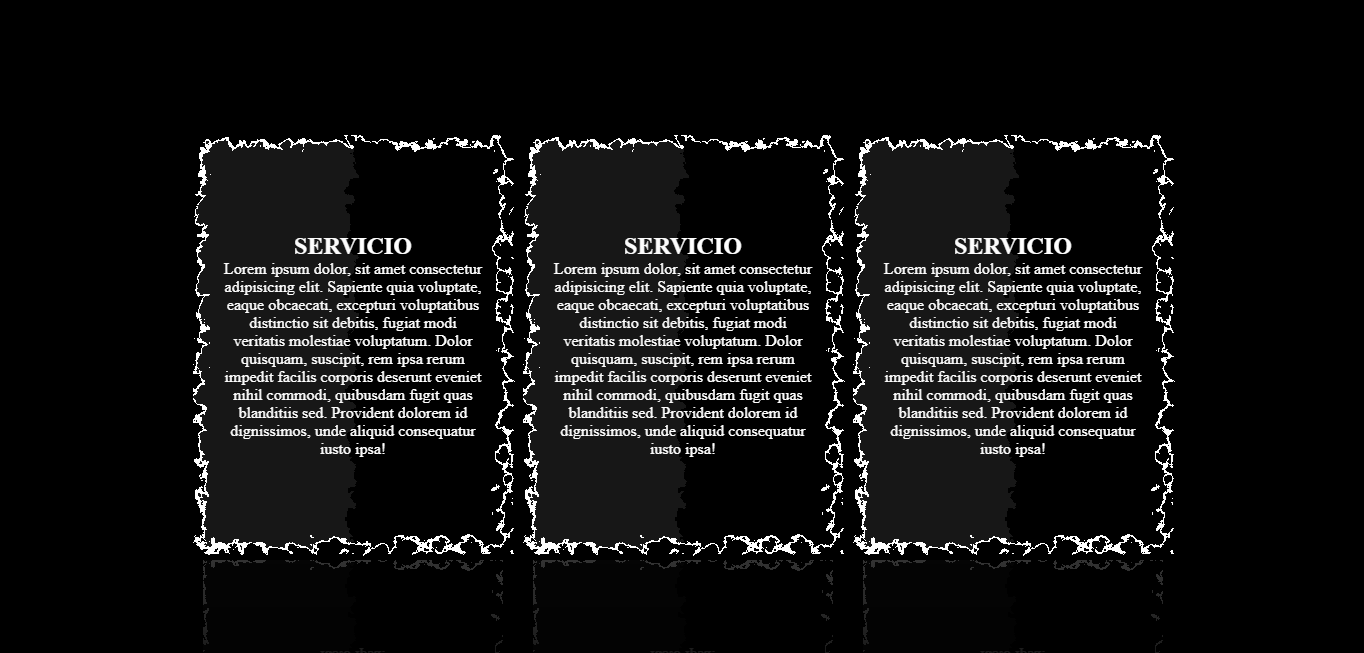 SERVICIO
Lorem ipsum dolor, sit amet consectetur
adipisicing elit. Sapiente quia voluptate,
eaque obcaecati, excepturi voluptatibus
distinctio sit debitis, fugiat modi
veritatis molestiae voluptatum. Dolor
quisquam, suscipit, rem ipsa rerum
impedit facilis corporis deserunt eveniet
nihil commodi, quibusdam fugit quas
blanditiis sed. Provident dolorem id
dignissimos, unde aliquid consequatur
iusto ipsa!
SERVICIO
Lorem ipsum dolor, sit amet consectetur
adipisicing elit. Sapiente quia voluptate,
eaque obcaecati, excepturi voluptatibus
distinctio sit debitis, fugiat modi
veritatis molestiae voluptatum. Dolor
quisquam, suscipit, rem ipsa rerum
impedit facilis corporis deserunt eveniet
nihil commodi, quibusdam fugit quas
blanditiis sed. Provident dolorem id
dignissimos, unde aliquid consequatur
iusto ipsa!
SERVICIO
Lorem ipsum dolor, sit amet consectetur
adipisicing elit. Sapiente quia voluptate,
eaque obcaecati, excepturi voluptatibus
distinctio sit debitis, fugiat modi
veritatis molestiae voluptatum. Dolor
quisquam, suscipit, rem ipsa rerum
impedit facilis corporis deserunt eveniet
nihil commodi, quibusdam fugit quas
blanditiis sed. Provident dolorem id
dignissimos, unde aliquid consequatur
iusto ipsa!